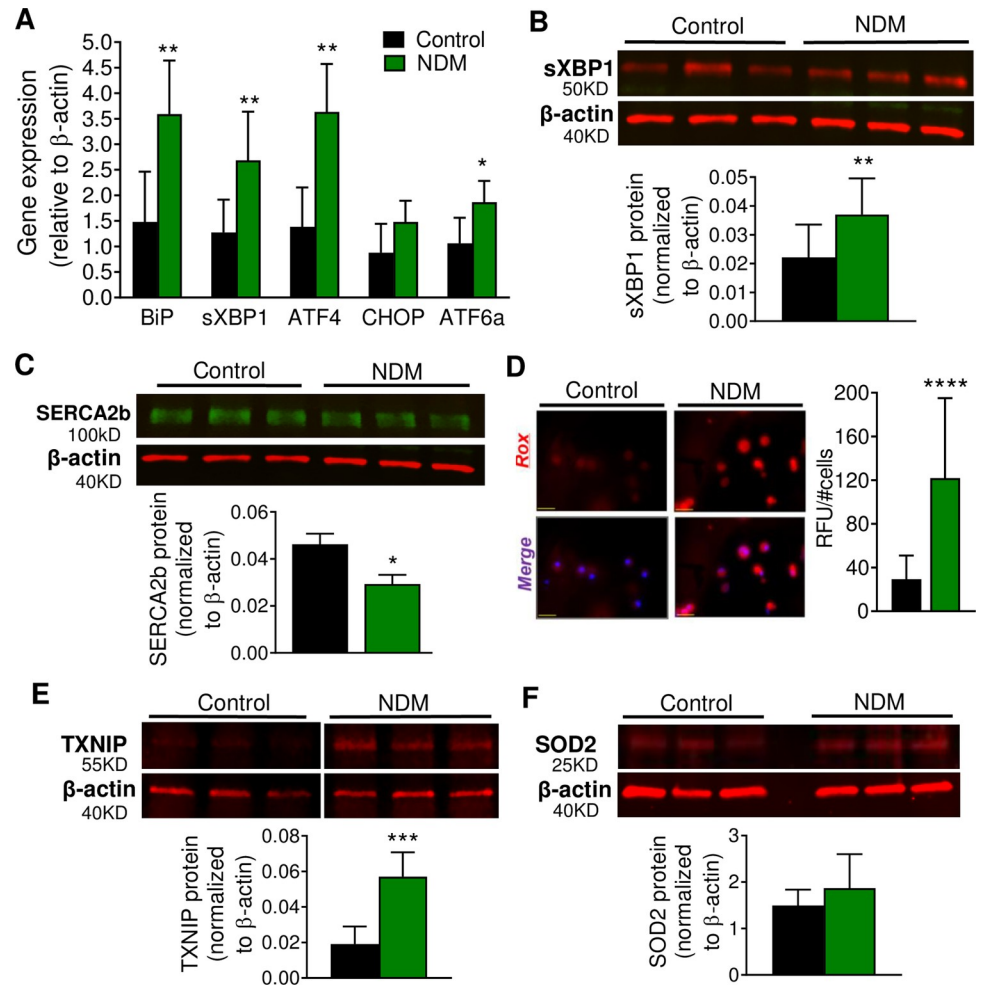 A
Gene expression
(relative to β-actin)
5.0
4.5
4.0
3.5
3.0
2.5
2.0
1.5
1.0
0.5
0.0
** ** ** *
Control
NDM
BiP sXBP1 ATF4 CHOP ATF6a
B
Control NDM
sXBP1
50KD
β-actin
40KD
sXBP1 protein
(normalized
to β-actin)
0.05
0.04
0.03
0.02
0.01
0.00
**
C
Control NDM
SERCA2b
100kD
β-actin
40KD
SERCA2b protein
(normalized
to β-actin)
0.06
0.04
0.02
0.00
*
D
Control NDM
Rox
Merge
RFU/#cells
200
160
120
80
40
0
****
E
Control NDM
TXNIP
55KD
β-actin
40KD
TXNIP protein
(normalized
to β-actin)
0.08
0.06
0.04
0.02
0.00
***
F
Control NDM
SOD2
25KD
β-actin
40KD
SOD2 protein
(normalized
to β-actin)
3
2
1
0